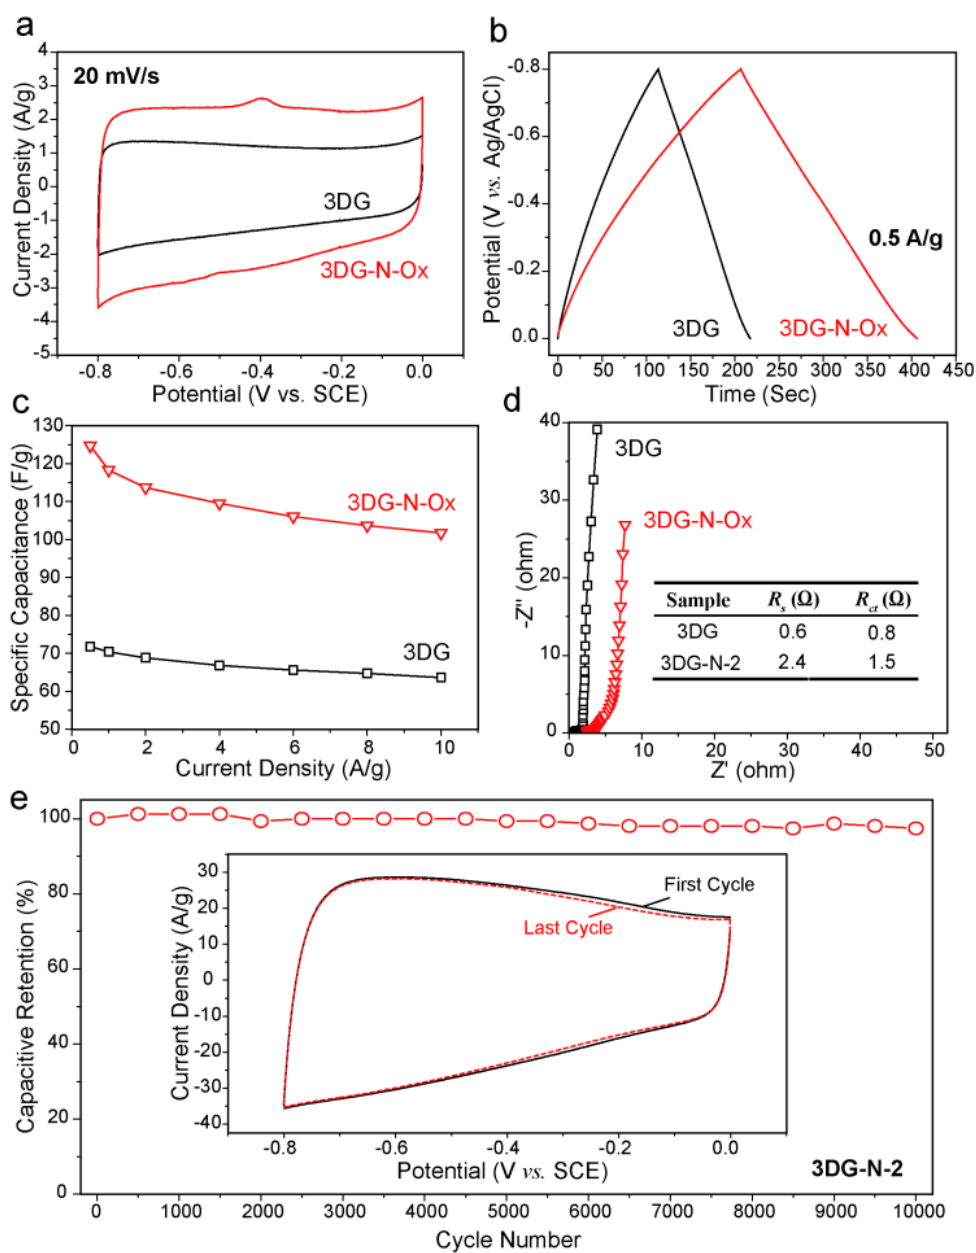 a
20 mV/s
4
3
2
1
0
-1
-2
-3
-4
-5
Current Density (A/g)
3DG
3DG-N-Ox
-0.8
-0.6
-0.4
-0.2
0.0
Potential (V vs. SCE)
b
-0.8
-0.6
-0.4
-0.2
0.0
Potential (V vs. Ag/AgCl)
0.5 A/g
3DG
3DG-N-Ox
0
50
100
150
200
250
300
350
400
450
Time (Sec)
c
130
120
110
100
90
80
70
60
50
Specific Capacitance (F/g)
3DG-N-Ox
3DG
0
2
4
6
8
10
Current Density (A/g)
d
40
30
20
10
0
-Z'' (ohm)
3DG
3DG-N-Ox
Sample Rs (Ω) Rct (Ω)
3DG 0.6 0.8
3DG-N-2 2.4 1.5
0
10
20
30
40
50
Z' (ohm)
e
100
80
60
40
20
0
Capacitive Retention (%)
30
20
10
0
-10
-20
-30
-40
Current Density (A/g)
First Cycle
Last Cycle
-0.8
-0.6
-0.4
-0.2
0.0
Potential (V vs. SCE)
3DG-N-2
0
1000
2000
3000
4000
5000
6000
7000
8000
9000
10000
Cycle Number